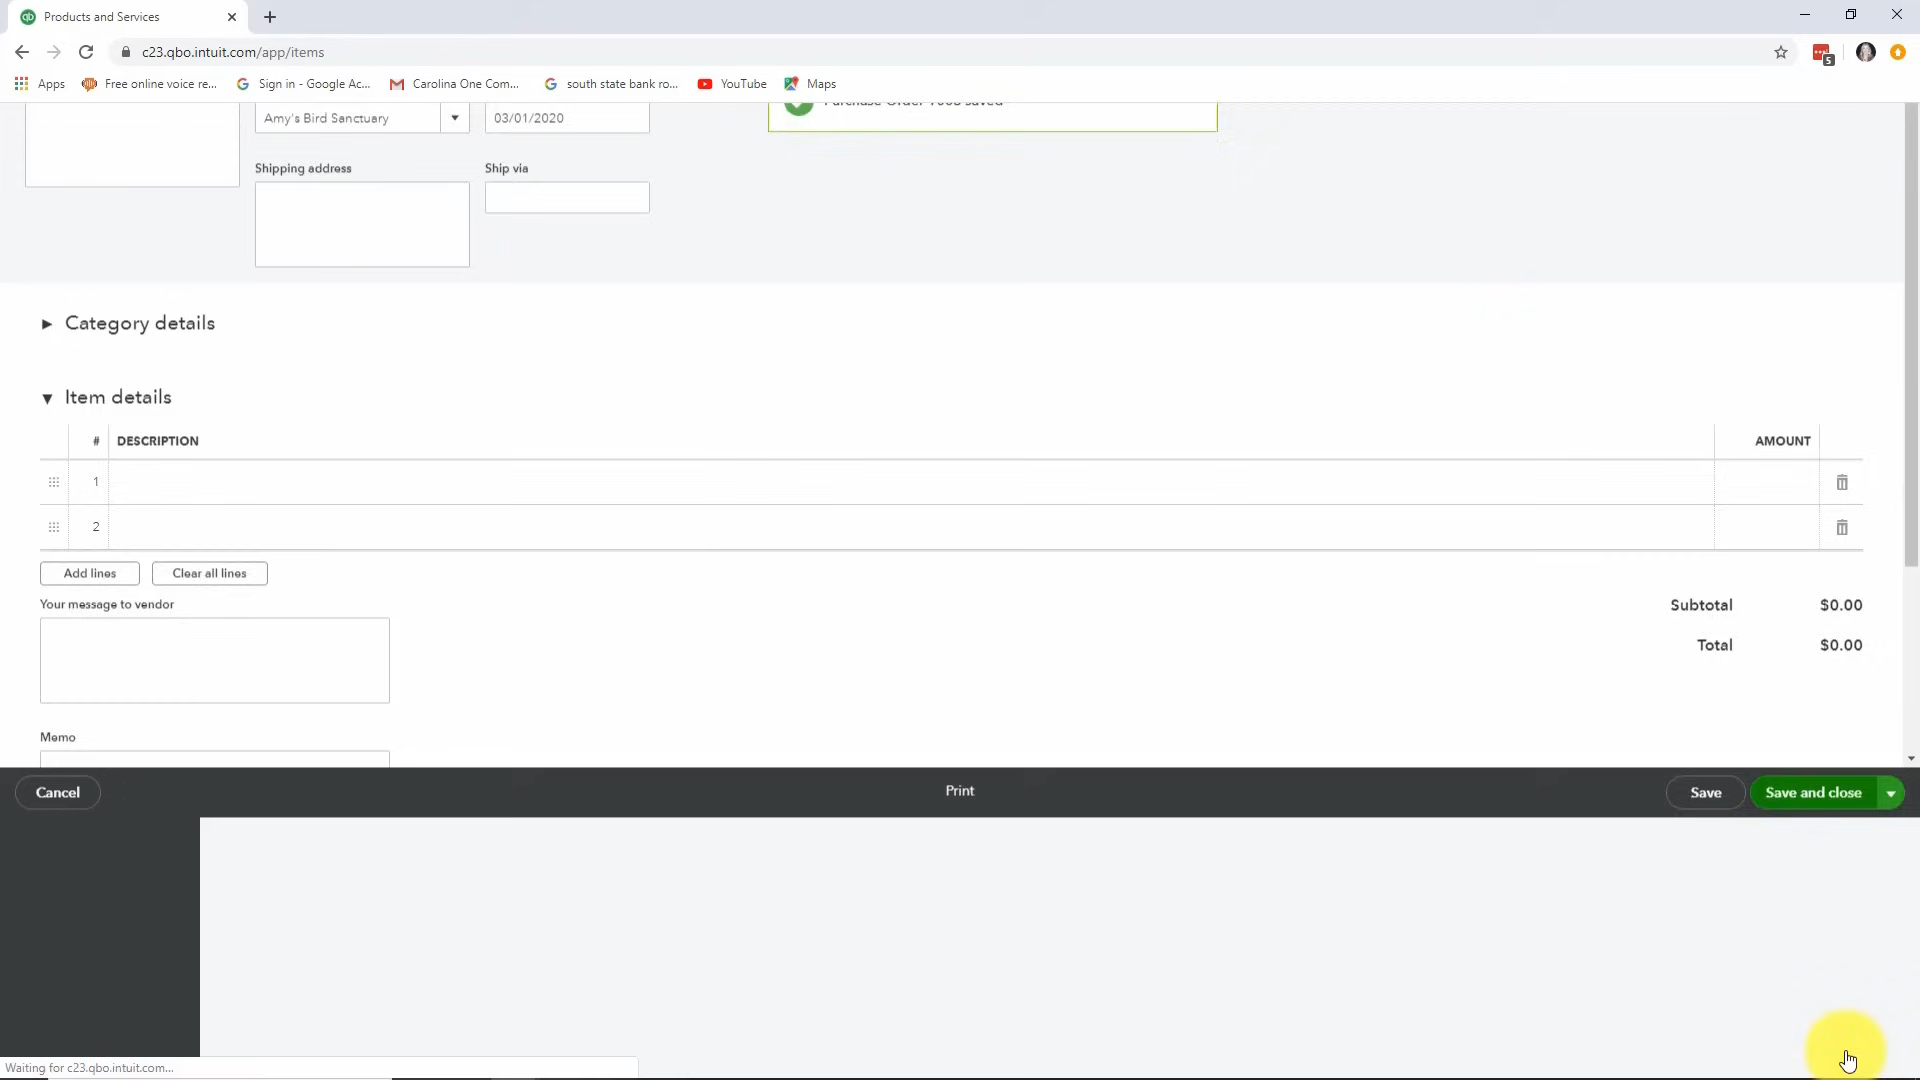 Products and Services
c23.qbo.intuit.com/app/items
5
Apps
Free online voice re...
Sign in - Google Ac...
Carolina One Com...
south state bank ro...
YouTube
Maps
Amy's Bird Sanctuary
03/01/2020
Shipping address
Ship via
Category details
Item details
# DESCRIPTION AMOUNT
1
2
Add lines
Clear all lines
Your message to vendor
Subtotal $0.00
Total $0.00
Memo
Cancel
Print
Save
Save and close
Waiting for c23.qbo.intuit.com...